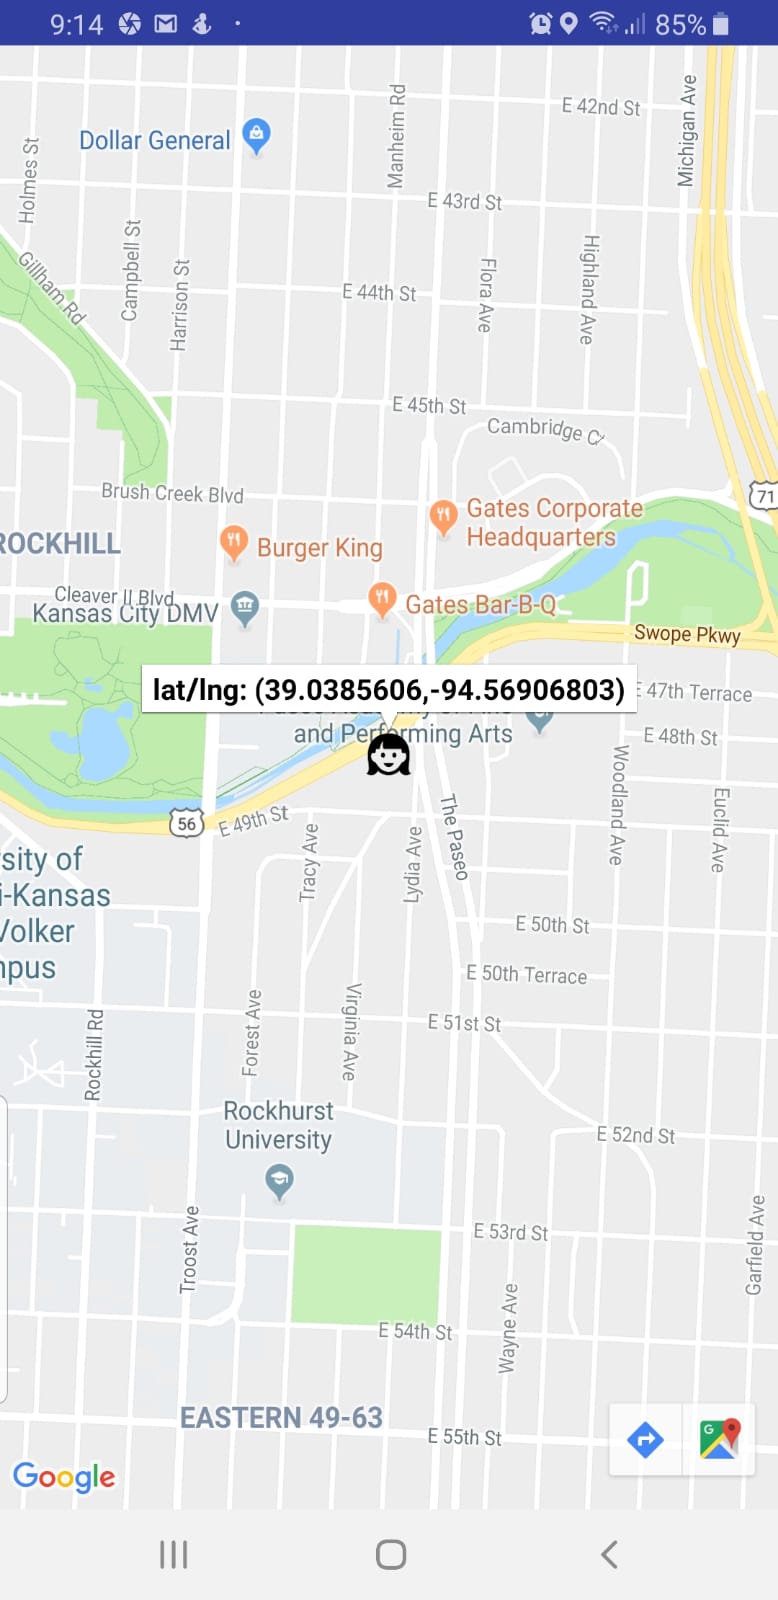 9:14
85%
E 42nd St
Michigan Ave
Manheim Rd
Dollar General
Holmes St
E 43rd St
Campbell St
Gillham Rd
Harrison St
E 44th St
Flora Ave
Highland Ave
E 45th St
Cambridge C
Brush Creek Blvd
71
Gates Corporate
Headquarters
ROCKHILL
Burger King
Cleaver II Blvd
Kansas City DMV
Gates Bar-B-Q
Swope Pkwy
lat/lng: (39.0385606,-94.56906803)
E 47th Terrace
and Performing Arts
E 48th St
Woodland Ave
Euclid Ave
56
E 49th St
The Paseo
Tracy Ave
Lydia Ave
sity of
i-Kansas
Volker
npus
E 50th St
E 50th Terrace
Forest Ave
Virginia Ave
Rockhill Rd
E 51st St
Rockhurst
University
E 52nd St
Troost Ave
E 53rd St
Garfield Ave
Wayne Ave
E 54th St
EASTERN 49-63
E 55th St
G
Google